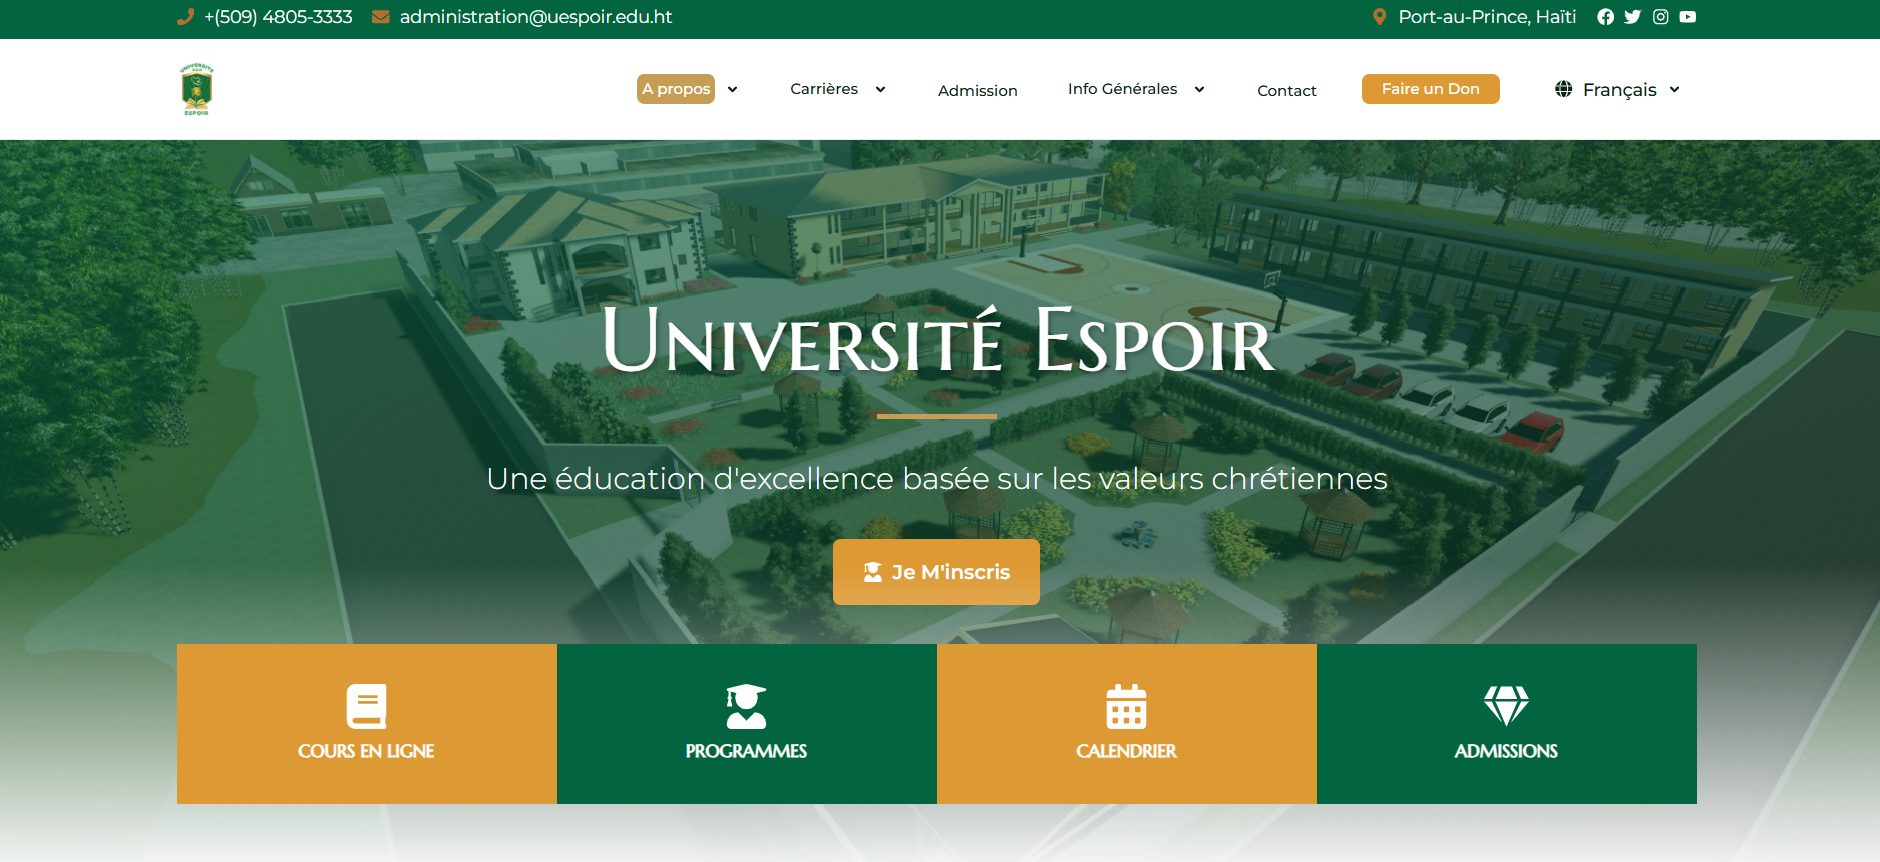 +(509) 4805-3333 administration@uespoir.edu.ht Port-au-Prince, Haïti
UNIVERSITÉ
ESPOIR
A propos Carrières Admission Info Générales Contact Faire un Don Français
Université Espoir
Une éducation d'excellence basée sur les valeurs chrétiennes
Je M'inscris
COURS EN LIGNE PROGRAMMES CALENDRIER ADMISSIONS